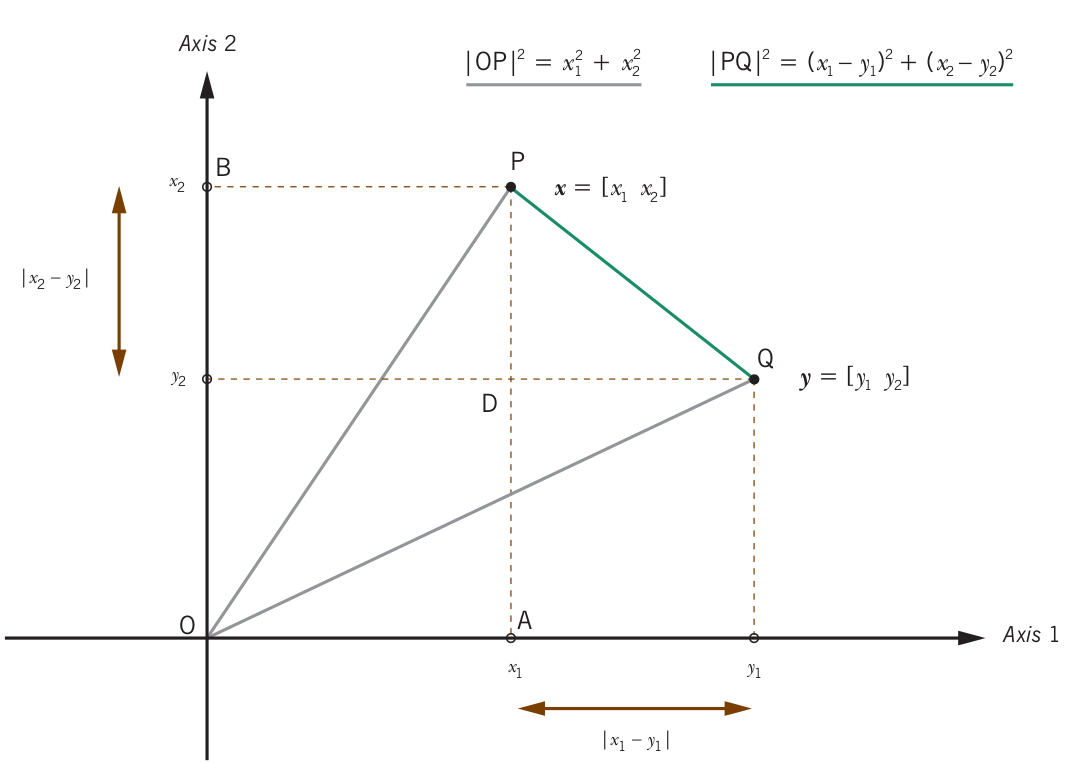 Axis 2
|OP|² = x₁² + x₂²
|PQ|² = (x₁ – y₁)² + (x₂ – y₂)²
B
P
x₂
x = [x₁ x₂]
|x₂ – y₂|
Q
y₂
y = [y₁ y₂]
D
O
A
Axis 1
x₁
y₁
|x₁ – y₁|